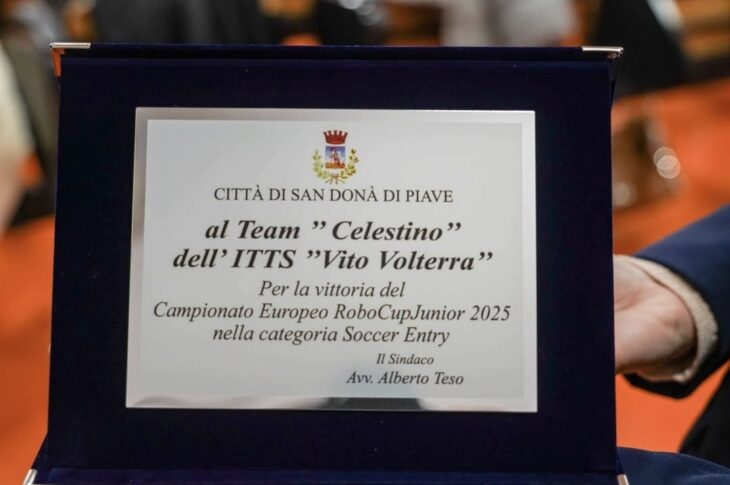 CITTÀ DI SAN DONÀ DI PIAVE
al Team ” Celestino”
dell’ ITTS ”Vito Volterra”
Per la vittoria del
Campionato Europeo RoboCupJunior 2025
nella categoria Soccer Entry
Il Sindaco
Avv. Alberto Teso